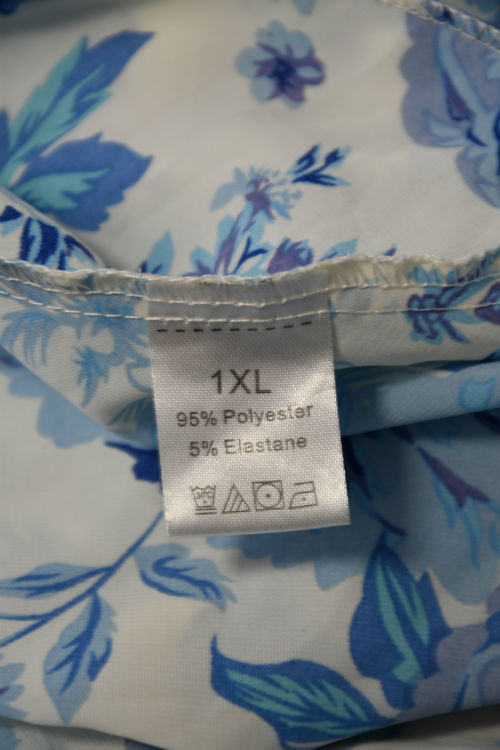 1XL
95% Polyester
5% Elastane